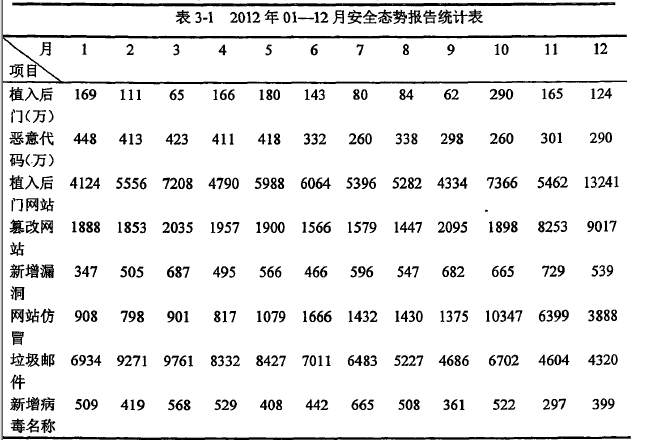 表 3-1 2012 年 01—12 月安全态势报告统计表
月 1 2 3 4 5 6 7 8 9 10 11 12
项目
植入后 169 111 65 166 180 143 80 84 62 290 165 124
门(万)
恶意代 448 413 423 411 418 332 260 338 298 260 301 290
码(万)
植入后 4124 5556 7208 4790 5988 6064 5396 5282 4334 7366 5462 13241
门网站
篡改网 1888 1853 2035 1957 1900 1566 1579 1447 2095 1898 8253 9017
站
新增漏 347 505 687 495 566 466 596 547 682 665 729 539
洞
网站仿 908 798 901 817 1079 1666 1432 1430 1375 10347 6399 3888
冒
垃圾邮 6934 9271 9761 8332 8427 7011 6483 5227 4686 6702 4604 4320
件
新增病 509 419 568 529 408 442 665 508 361 522 297 399
毒名称